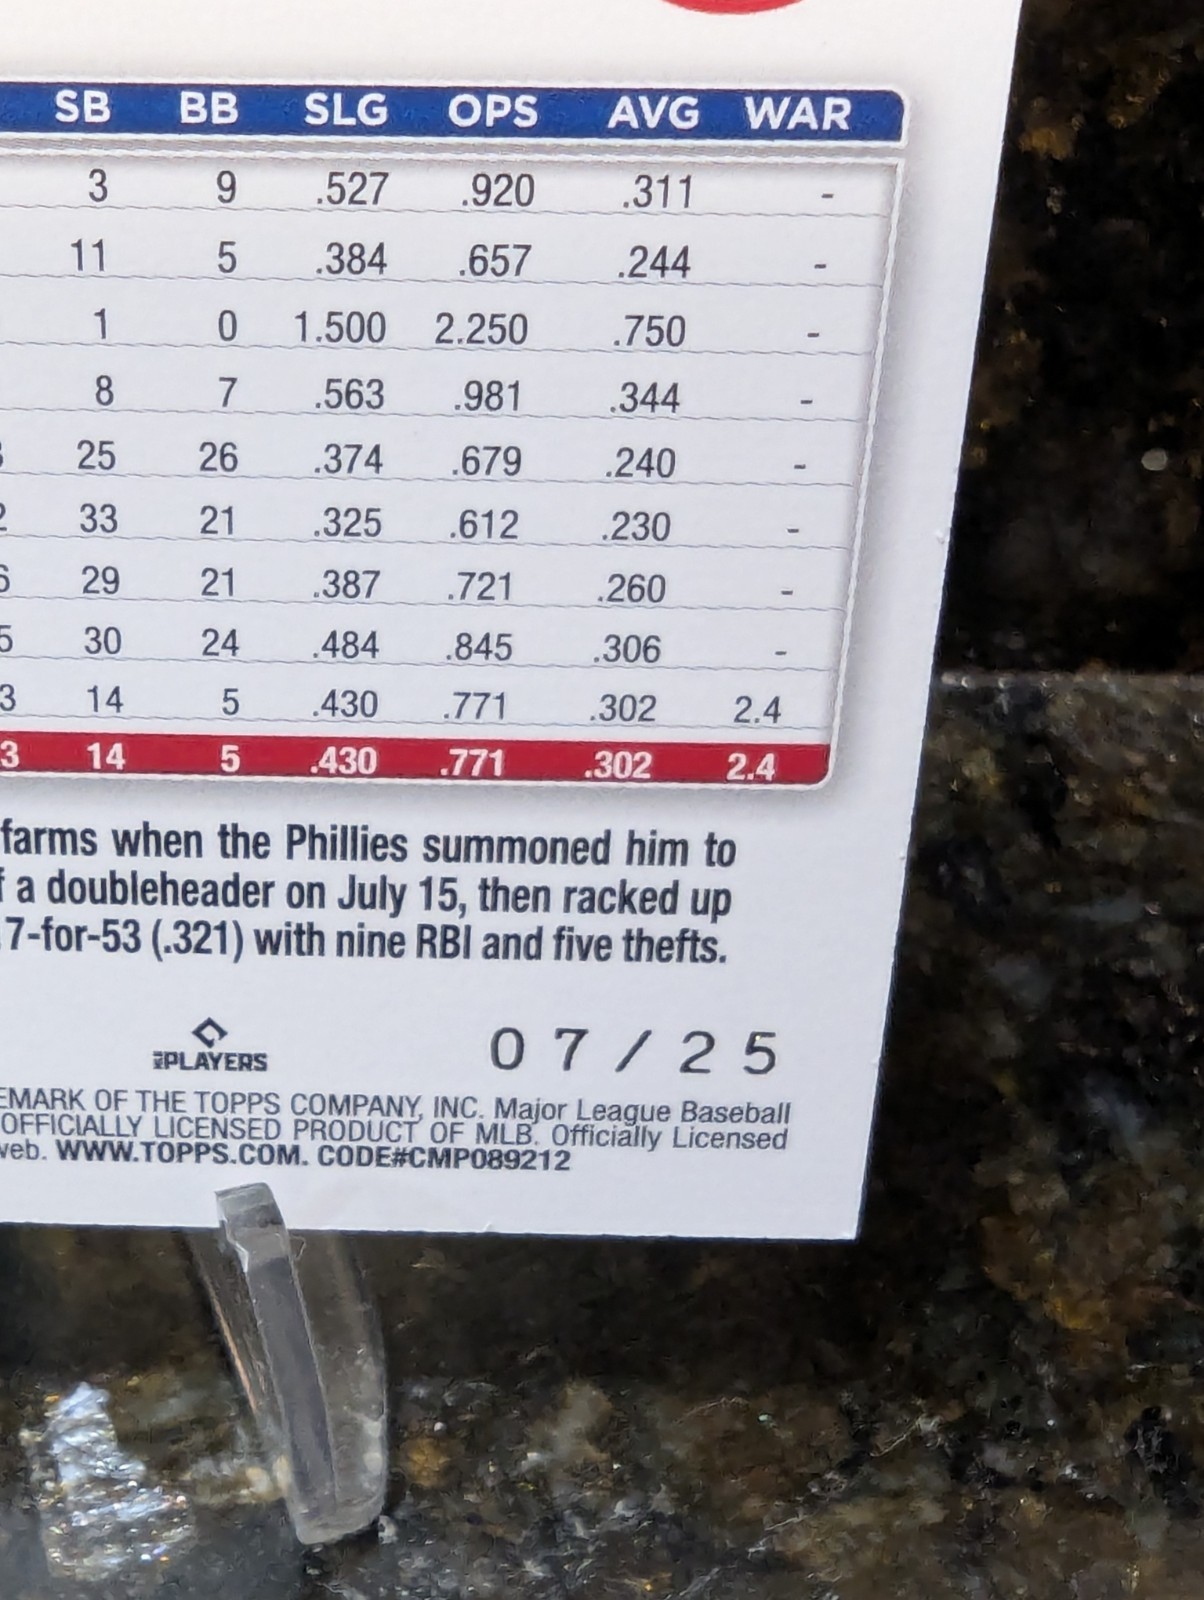 SB BB SLG OPS AVG WAR
3 9 .527 .920 .311 -
11 5 .384 .657 .244 -
1 0 1.500 2.250 .750 -
8 7 .563 .981 .344 -
25 26 .374 .679 .240 -
33 21 .325 .612 .230 -
29 21 .387 .721 .260 -
5 30 24 .484 .845 .306 -
3 14 5 .430 .771 .302 2.4
3 14 5 .430 .771 .302 2.4
farms when the Phillies summoned him to
a doubleheader on July 15, then racked up
7-for-53 (.321) with nine RBI and five thefts.
PLAYERS
07/25
EMARK OF THE TOPPS COMPANY, INC. Major League Baseball
OFFICIALLY LICENSED PRODUCT OF MLB. Officially Licensed
web. WWW.TOPPS.COM. CODE#CMP089212